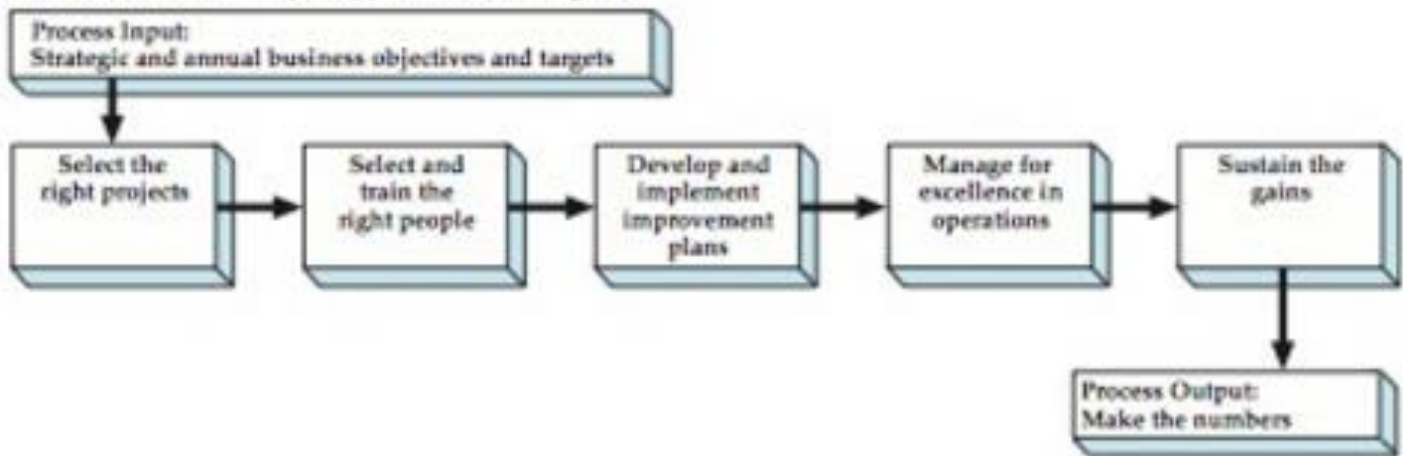 Process Input:
Strategic and annual business objectives and targets
Select the
right projects
Select and
train the
right people
Develop and
implement
improvement
plans
Manage for
excellence in
operations
Sustain the
gains
Process Output:
Make the numbers